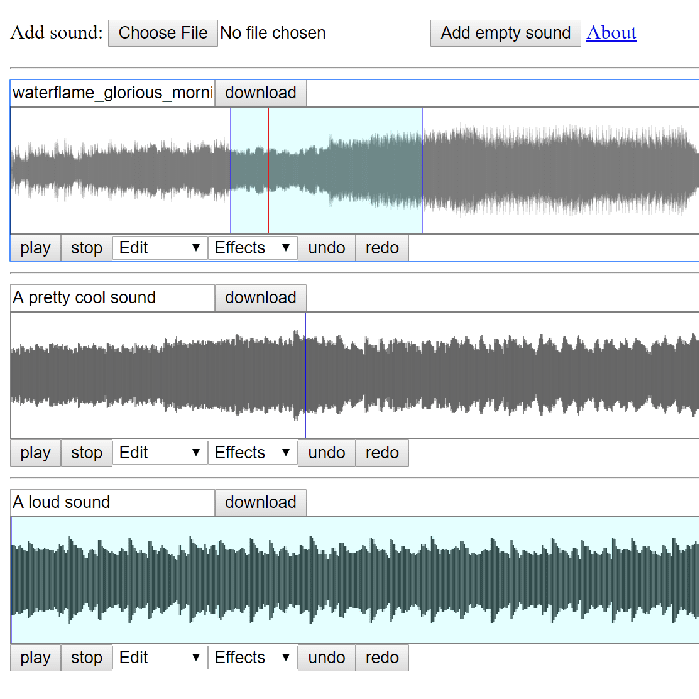 Add sound: Choose File No file chosen Add empty sound About
waterflame_glorious_morni download
play stop Edit Effects undo redo
A pretty cool sound download
play stop Edit Effects undo redo
A loud sound download
play stop Edit Effects undo redo